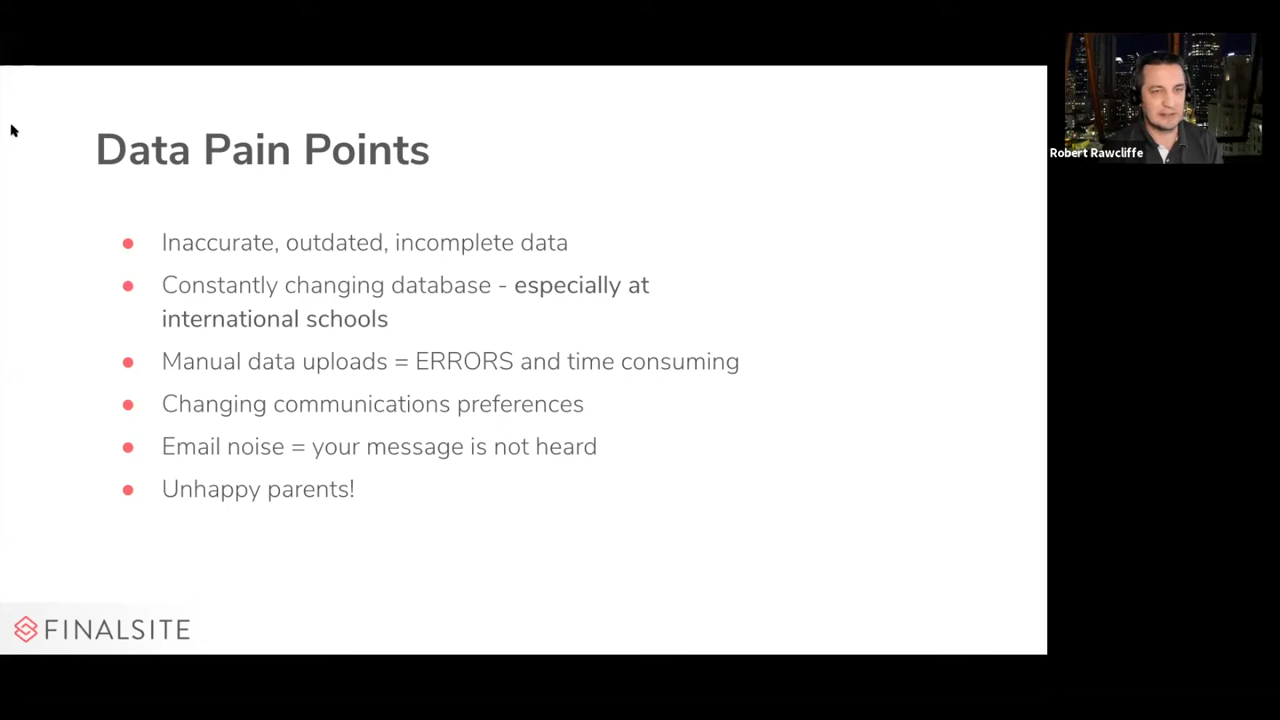 Data Pain Points
● Inaccurate, outdated, incomplete data
● Constantly changing database - especially at
international schools
● Manual data uploads = ERRORS and time consuming
● Changing communications preferences
● Email noise = your message is not heard
● Unhappy parents!
FINALSITE
Robert Rawcliffe